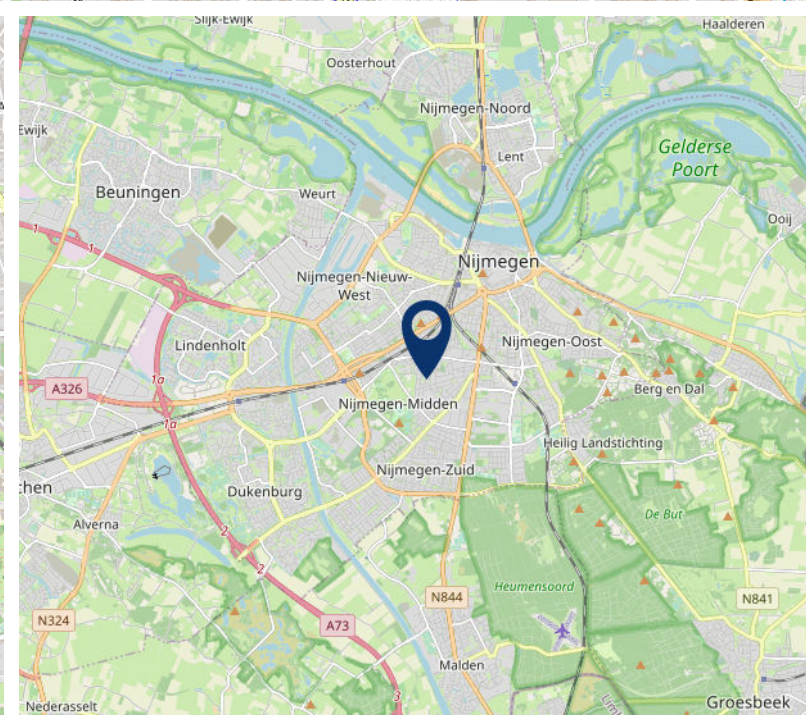 Slijk-Ewijk
Haalderen
Oosterhout
Nijmegen-Noord
Lent
Gelderse
Poort
Ewijk
Beuningen
Weurt
Ooij
1
1
Nijmegen
Nijmegen-Nieuw-
West
Lindenholt
Nijmegen-Oost
A326
1a
Berg en Dal
Nijmegen-Midden
1a
Heilig Landstichting
Nijmegen-Zuid
chen
Dukenburg
De But
Alverna
2
2
Heumensoord
N844
N841
N324
A73
Malden
3
Groesbeek
Nederasselt